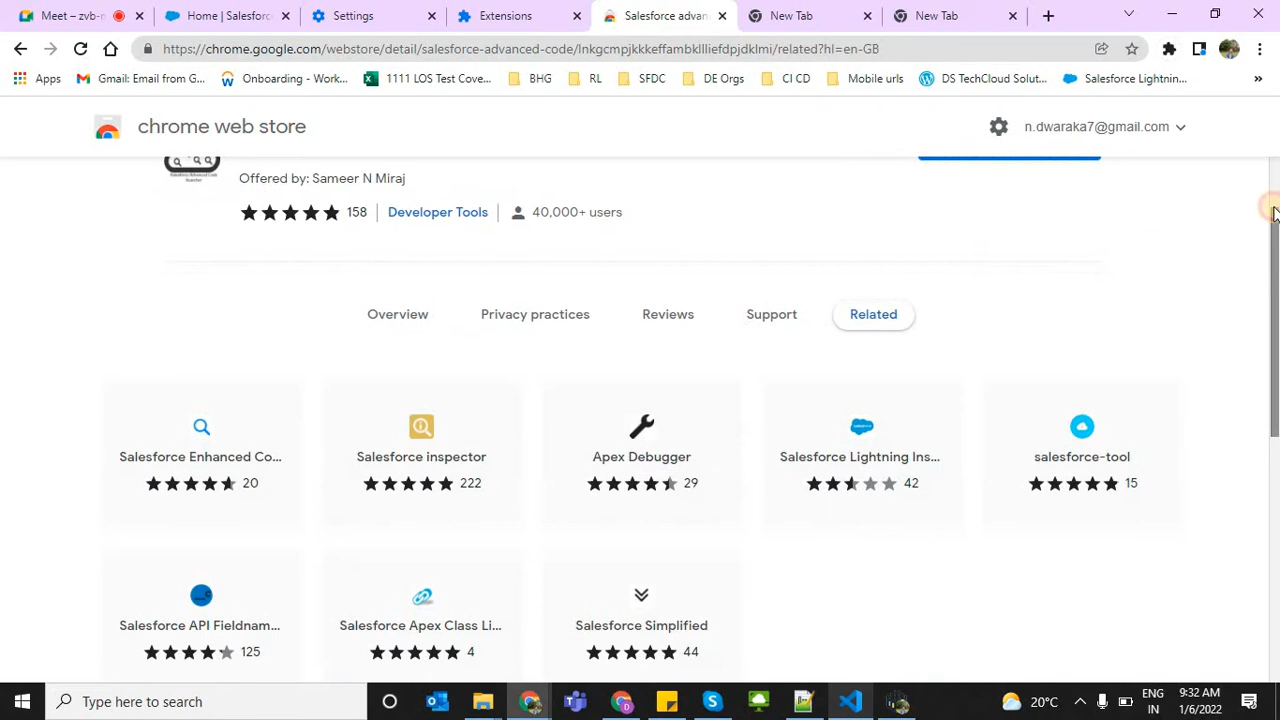 Meet – zvb-n
Home | Salesforc
Settings
Extensions
Salesforce advan
New Tab
New Tab
https://chrome.google.com/webstore/detail/salesforce-advanced-code/lnkgcmpjkkkeffambkllliefdpjdklmi/related?hl=en-GB
Apps
Gmail: Email from G...
Onboarding - Work...
1111 LOS Test Cove...
BHG
RL
SFDC
DE Orgs
CI CD
Mobile urls
DS TechCloud Solut...
Salesforce Lightnin...
»
chrome web store
n.dwaraka7@gmail.com
Offered by: Sameer N Miraj
158
Developer Tools
40,000+ users
Overview
Privacy practices
Reviews
Support
Related
Salesforce Enhanced Co...
20
Salesforce inspector
222
Apex Debugger
29
Salesforce Lightning Ins...
42
salesforce-tool
15
Salesforce API Fieldnam...
125
Salesforce Apex Class Li...
4
Salesforce Simplified
44
Type here to search
20°C
ENG
IN
9:32 AM
1/6/2022